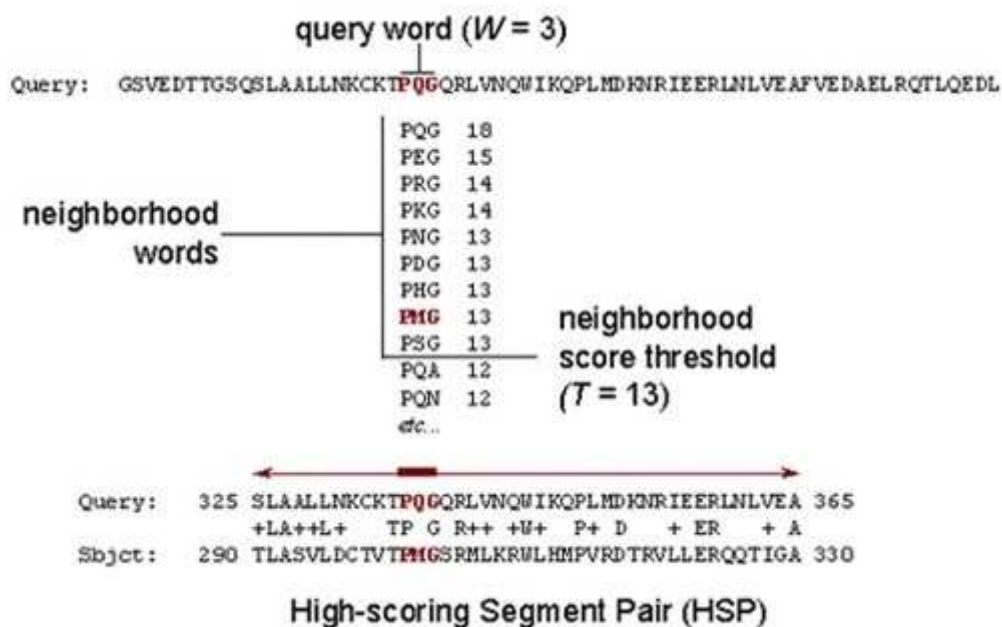 query word (W = 3)
Query: GSVEDTTGSQSLAALLNKCKTPQGQRLVNQWIKQPLMDKNRIEERLNLVEAFVEDAELRQTLQEDL
PQG 18
PEG 15
PRG 14
PKG 14
PNG 13
PDG 13
PHG 13
PMG 13
PSG 13
PQA 12
PQN 12
etc...
neighborhood
words
neighborhood
score threshold
(T = 13)
Query: 325 SLAALLNKCKTPQGQRLVNQWIKQPLMDKNRIEERLNLVEA 365
+LA++L+ TP G R++ +W+ P+ D + ER + A
Sbjct: 290 TLASVLDCTVTPMGSRMLKRWLHMPVRDTRVLLERQQTIGA 330
High-scoring Segment Pair (HSP)